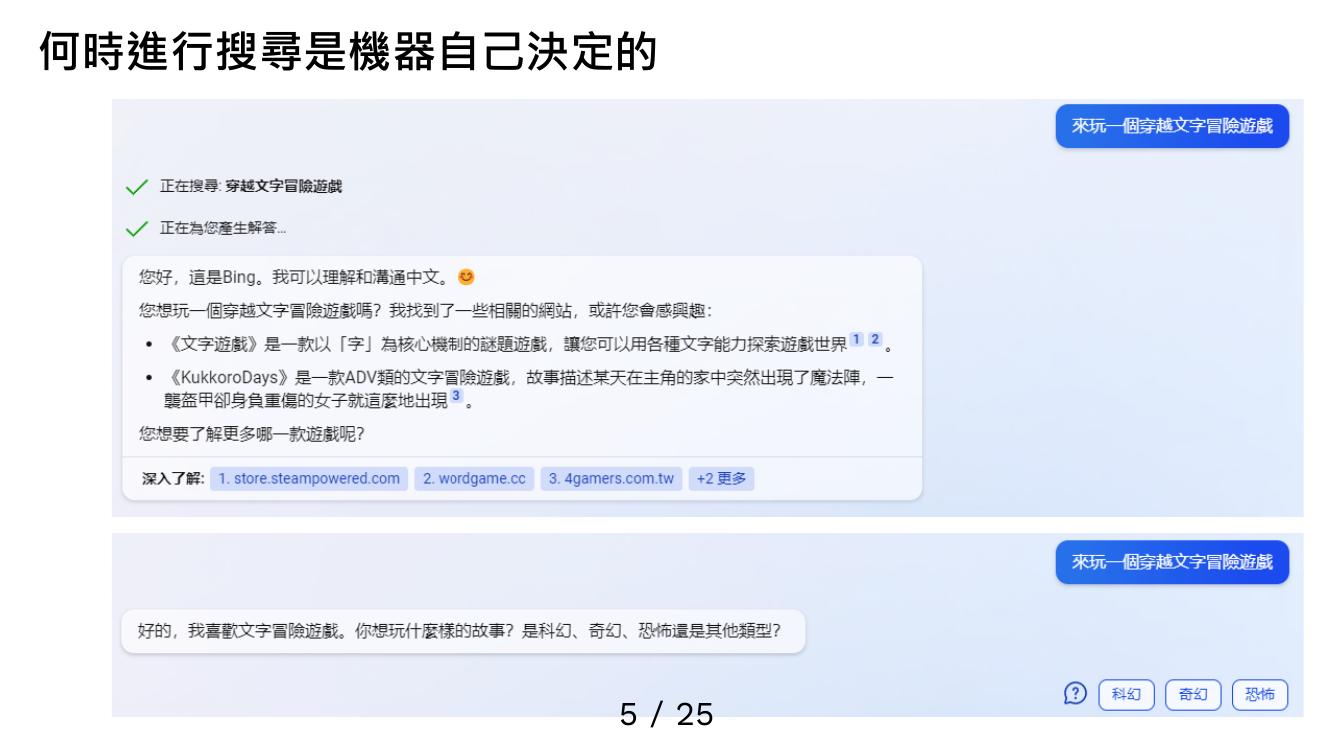 何時進行搜尋是機器自己決定的
來玩一個穿越文字冒險遊戲
正在搜尋: 穿越文字冒險遊戲
正在為您產生解答...
您好，這是Bing。我可以理解和溝通中文。😊
您想玩一個穿越文字冒險遊戲嗎？我找到了一些相關的網站，或許您會感興趣：
• 《文字遊戲》是一款以「字」為核心機制的謎題遊戲，讓您可以用各種文字能力探索遊戲世界 1 2 。
• 《KukkoroDays》是一款ADV類的文字冒險遊戲，故事描述某天在主角的家中突然出現了魔法陣，一
襲盔甲卻身負重傷的女子就這麼地出現 3 。
您想要了解更多哪一款遊戲呢？
深入了解: 1. store.steampowered.com 2. wordgame.cc 3. 4gamers.com.tw +2 更多
來玩一個穿越文字冒險遊戲
好的，我喜歡文字冒險遊戲。你想玩什麼樣的故事？是科幻、奇幻、恐怖還是其他類型？
科幻 奇幻 恐怖
5 / 25